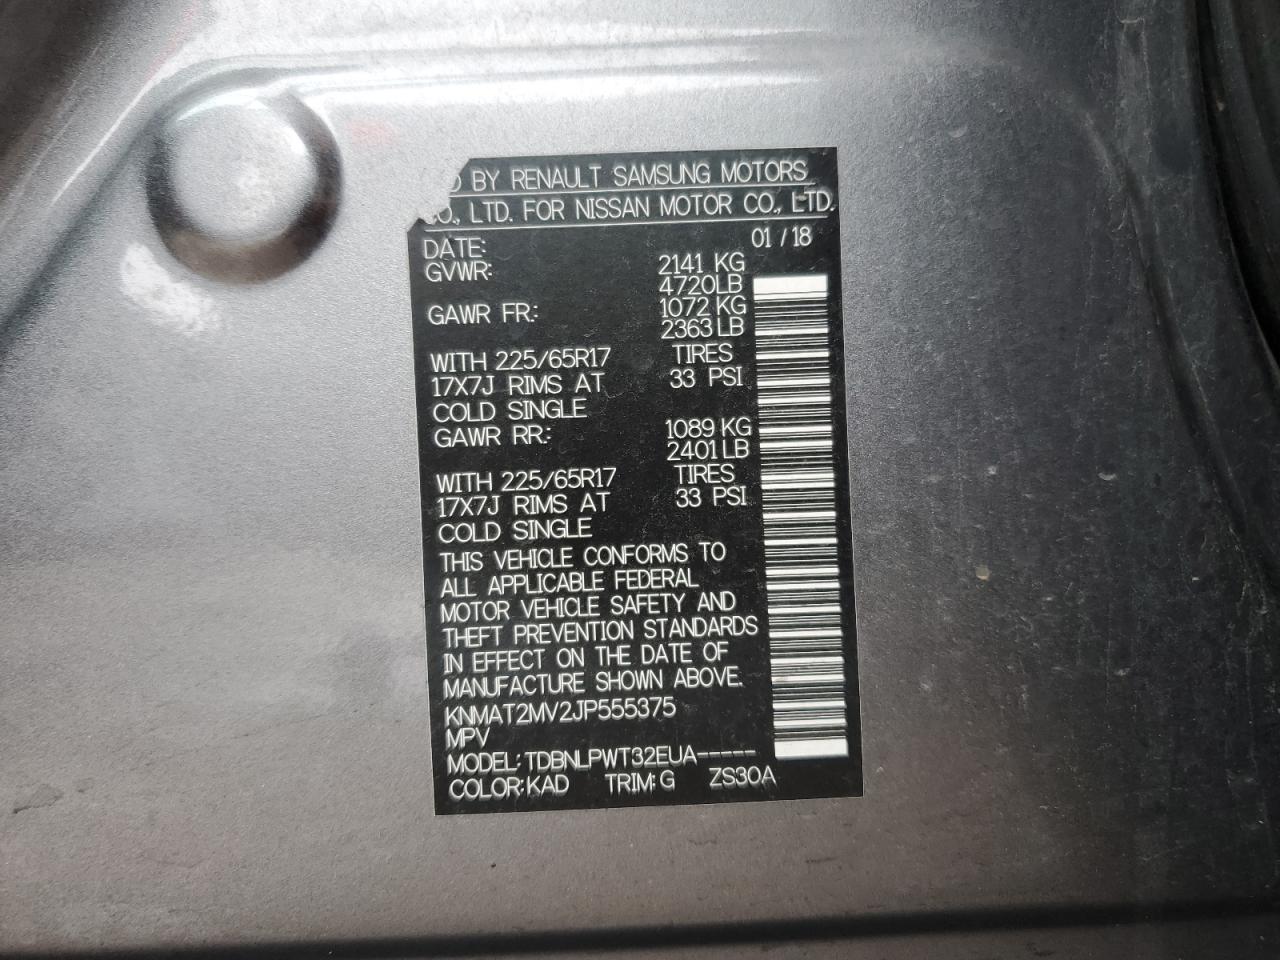 BY RENAULT SAMSUNG MOTORS
CO., LTD. FOR NISSAN MOTOR CO., LTD.
DATE: 01 / 18
GVWR: 2141 KG
4720LB
GAWR FR: 1072 KG
2363LB
WITH 225/65R17 TIRES
17X7J RIMS AT 33 PSI
COLD SINGLE
GAWR RR: 1089 KG
2401LB
WITH 225/65R17 TIRES
17X7J RIMS AT 33 PSI
COLD SINGLE
THIS VEHICLE CONFORMS TO
ALL APPLICABLE FEDERAL
MOTOR VEHICLE SAFETY AND
THEFT PREVENTION STANDARDS
IN EFFECT ON THE DATE OF
MANUFACTURE SHOWN ABOVE.
KNMAT2MV2JP555375
MPV
MODEL: TDBNLPWT32EUA-----
COLOR: KAD TRIM: G ZS30A